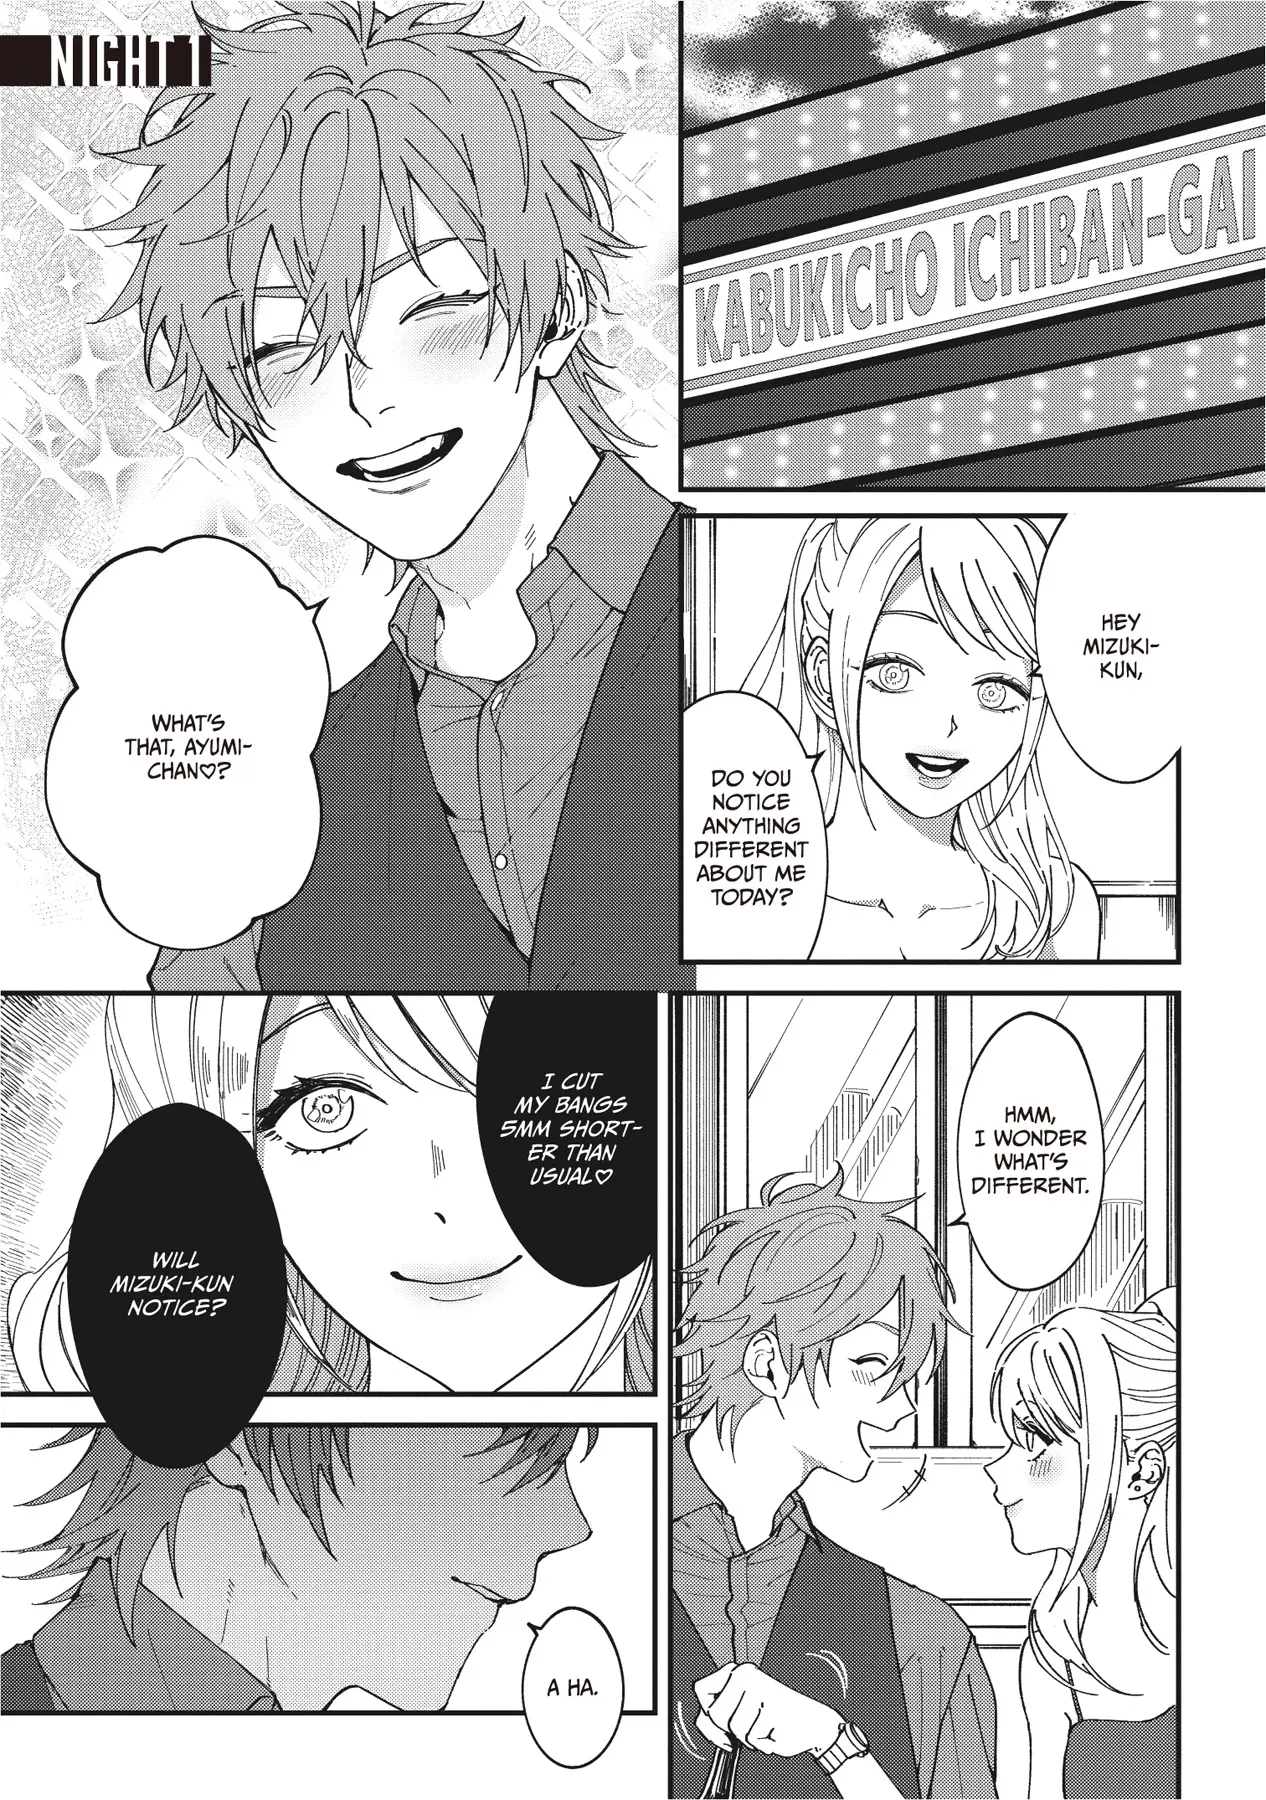 NIGHT 1
KABUKICHO ICHIBAN-GAI
HEY
MIZUKI-
KUN,
DO YOU
NOTICE
ANYTHING
DIFFERENT
ABOUT ME
TODAY?
WHAT'S
THAT, AYUMI-
CHAN♡?
HMM,
I WONDER
WHAT'S
DIFFERENT.
I CUT
MY BANGS
5MM SHORT-
ER THAN
USUAL♡
WILL
MIZUKI-KUN
NOTICE?
A HA.